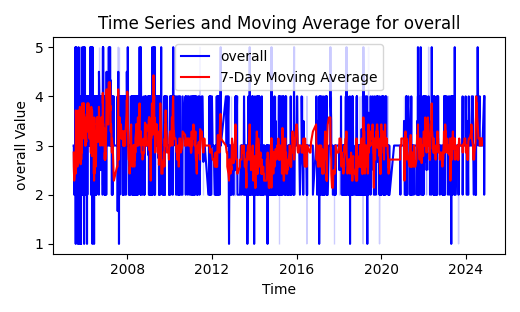 Time Series and Moving Average for overall
overall
7-Day Moving Average
overall Value
5
4
3
2
1
2008 2012 2016 2020 2024
Time